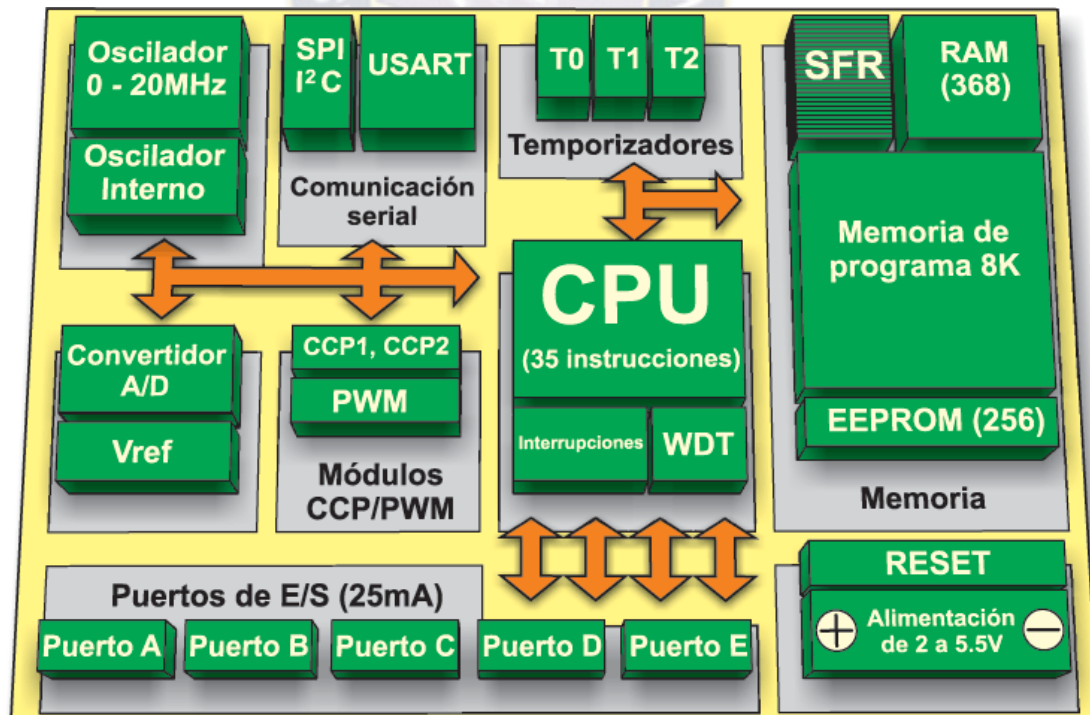 Oscilador
0 - 20MHz
Oscilador
Interno
SPI
I²C
USART
Comunicación
serial
T0
T1
T2
Temporizadores
SFR
RAM
(368)
Memoria de
programa 8K
EEPROM (256)
Memoria
Convertidor
A/D
Vref
CCP1, CCP2
PWM
Módulos
CCP/PWM
CPU
(35 instrucciones)
Interrupciones
WDT
Puertos de E/S (25mA)
Puerto A
Puerto B
Puerto C
Puerto D
Puerto E
RESET
+
Alimentación
de 2 a 5.5V
−